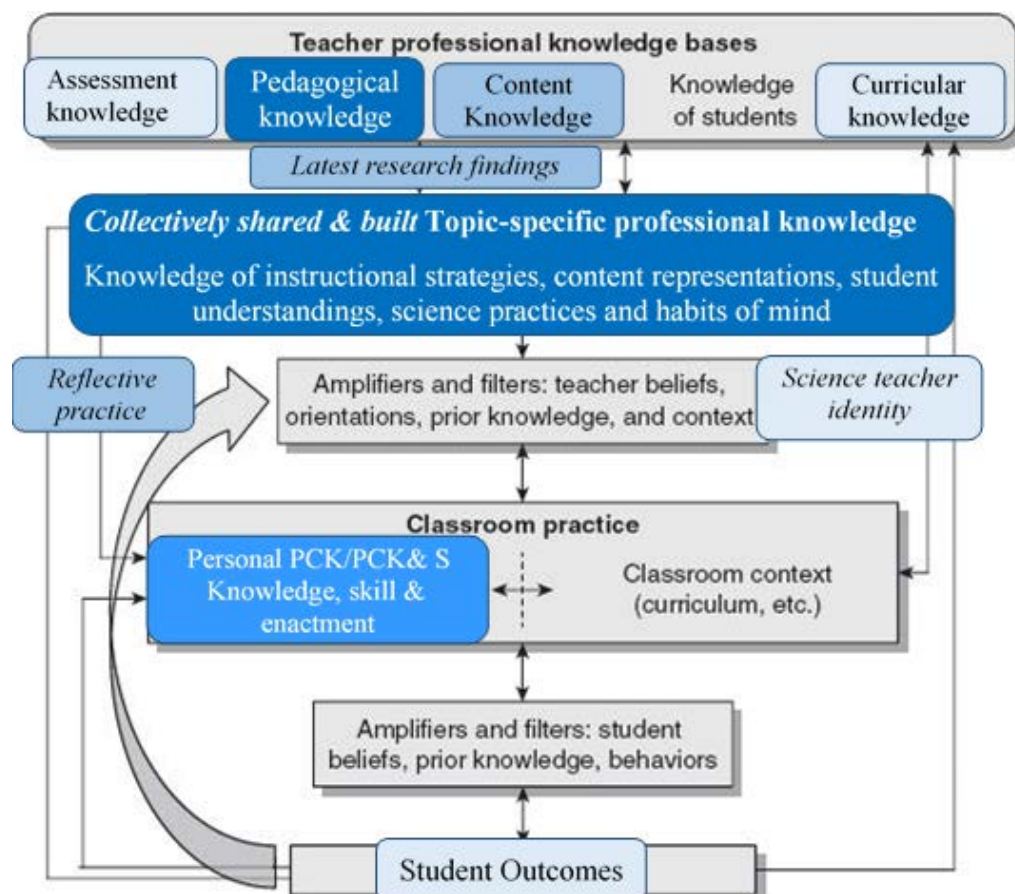 Teacher professional knowledge bases
Assessment
knowledge
Pedagogical
knowledge
Content
Knowledge
Knowledge
of students
Curricular
knowledge
Latest research findings
Collectively shared & built Topic-specific professional knowledge
Knowledge of instructional strategies, content representations, student
understandings, science practices and habits of mind
Reflective
practice
Amplifiers and filters: teacher beliefs,
orientations, prior knowledge, and context
Science teacher
identity
Classroom practice
Personal PCK/PCK& S
Knowledge, skill &
enactment
Classroom context
(curriculum, etc.)
Amplifiers and filters: student
beliefs, prior knowledge, behaviors
Student Outcomes